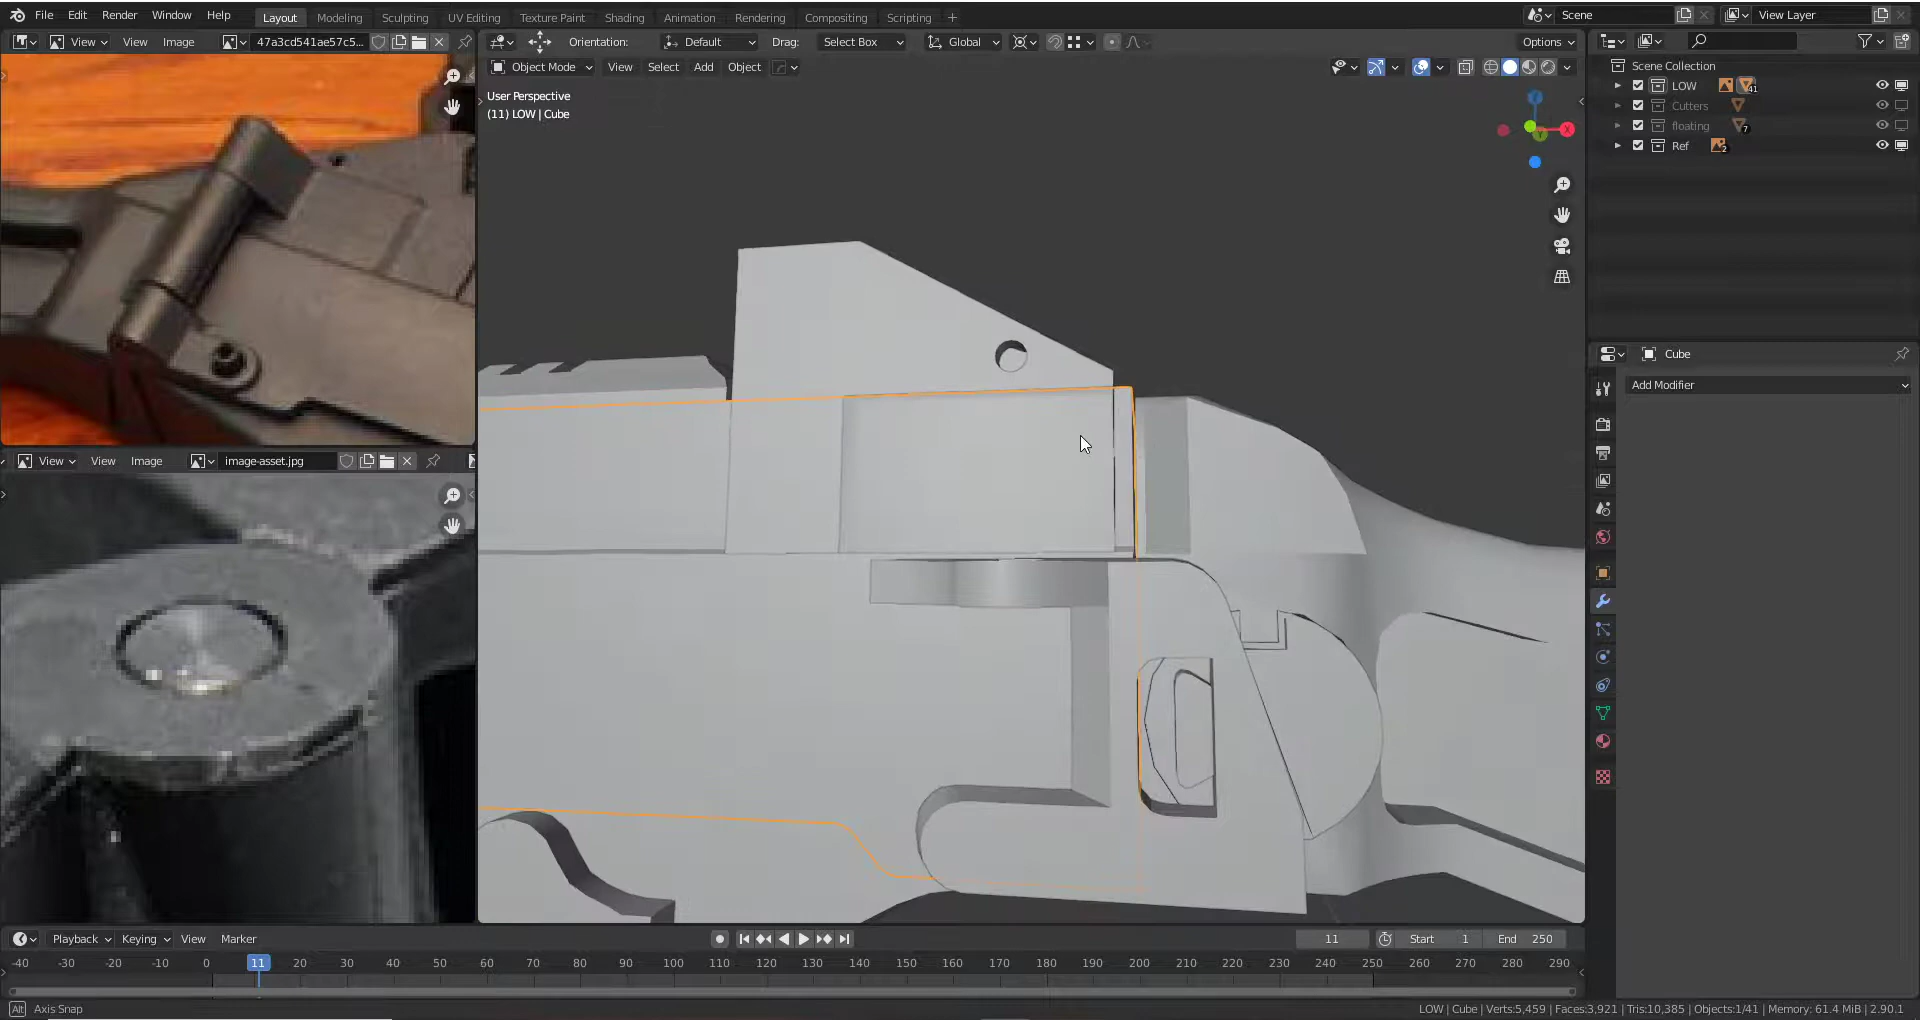 File Edit Render Window Help Layout Modeling Sculpting UV Editing Texture Paint Shading Animation Rendering Compositing Scripting + Scene View Layer
View View Image 47a3cd541ae57c5... Orientation: Default Drag: Select Box Global Options
Object Mode View Select Add Object
User Perspective
(11) LOW | Cube
X
Scene Collection
LOW 41
Cutters
floating 7
Ref 2
Cube
Add Modifier
View View Image image-asset.jpg
Playback Keying View Marker 11 Start 1 End 250
-40 -30 -20 -10 0 11 20 30 40 50 60 70 80 90 100 110 120 130 140 150 160 170 180 190 200 210 220 230 240 250 260 270 280 290
Alt Axis Snap LOW | Cube | Verts:5,459 | Faces:3,921 | Tris:10,385 | Objects:1/41 | Memory: 61.4 MiB | 2.90.1